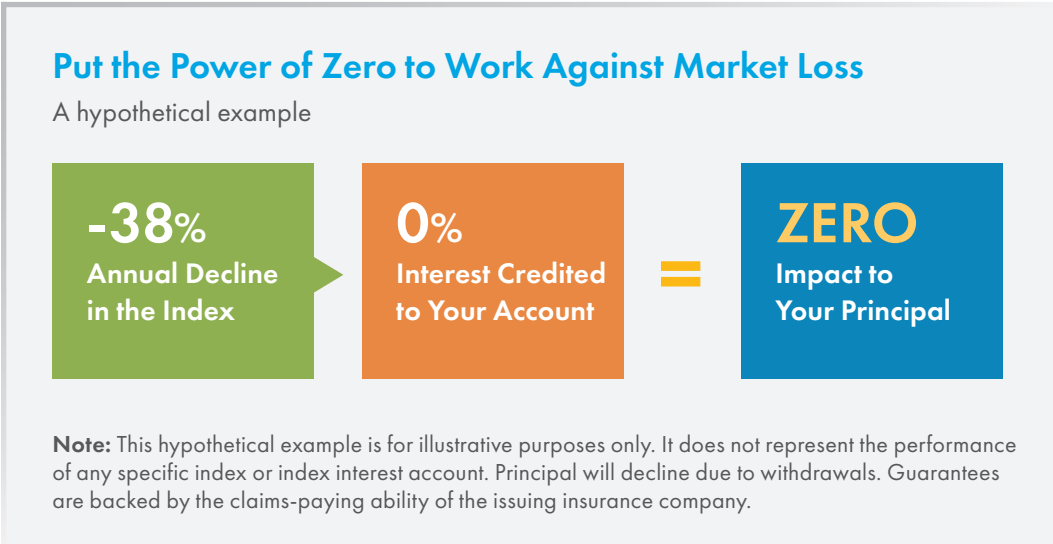 Put the Power of Zero to Work Against Market Loss
A hypothetical example
-38%
Annual Decline
in the Index
0%
Interest Credited
to Your Account
=
ZERO
Impact to
Your Principal
Note: This hypothetical example is for illustrative purposes only. It does not represent the performance
of any specific index or index interest account. Principal will decline due to withdrawals. Guarantees
are backed by the claims-paying ability of the issuing insurance company.